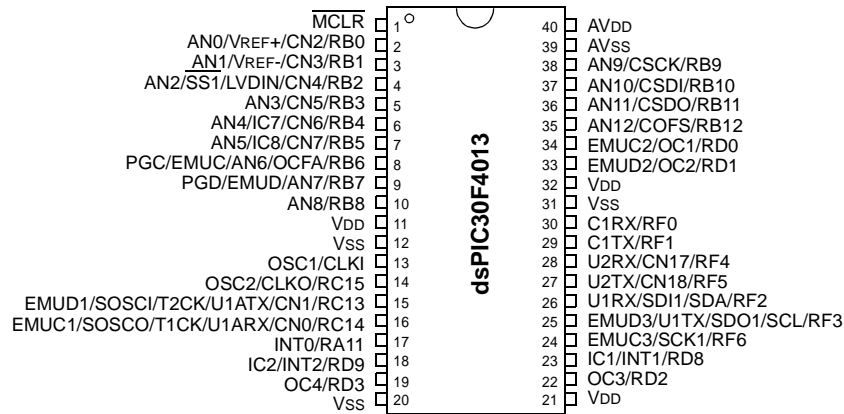 MCLR 1 40 AVDD
AN0/VREF+/CN2/RB0 2 39 AVSS
AN1/VREF-/CN3/RB1 3 38 AN9/CSCK/RB9
AN2/SS1/LVDIN/CN4/RB2 4 37 AN10/CSDI/RB10
AN3/CN5/RB3 5 36 AN11/CSDO/RB11
AN4/IC7/CN6/RB4 6 35 AN12/COFS/RB12
AN5/IC8/CN7/RB5 7 34 EMUC2/OC1/RD0
PGC/EMUC/AN6/OCFA/RB6 8 33 EMUD2/OC2/RD1
PGD/EMUD/AN7/RB7 9 32 VDD
AN8/RB8 10 31 VSS
VDD 11 30 C1RX/RF0
VSS 12 29 C1TX/RF1
OSC1/CLKI 13 28 U2RX/CN17/RF4
OSC2/CLKO/RC15 14 27 U2TX/CN18/RF5
EMUD1/SOSCI/T2CK/U1ATX/CN1/RC13 15 26 U1RX/SDI1/SDA/RF2
EMUC1/SOSCO/T1CK/U1ARX/CN0/RC14 16 25 EMUD3/U1TX/SDO1/SCL/RF3
INT0/RA11 17 24 EMUC3/SCK1/RF6
IC2/INT2/RD9 18 23 IC1/INT1/RD8
OC4/RD3 19 22 OC3/RD2
VSS 20 21 VDD
dsPIC30F4013